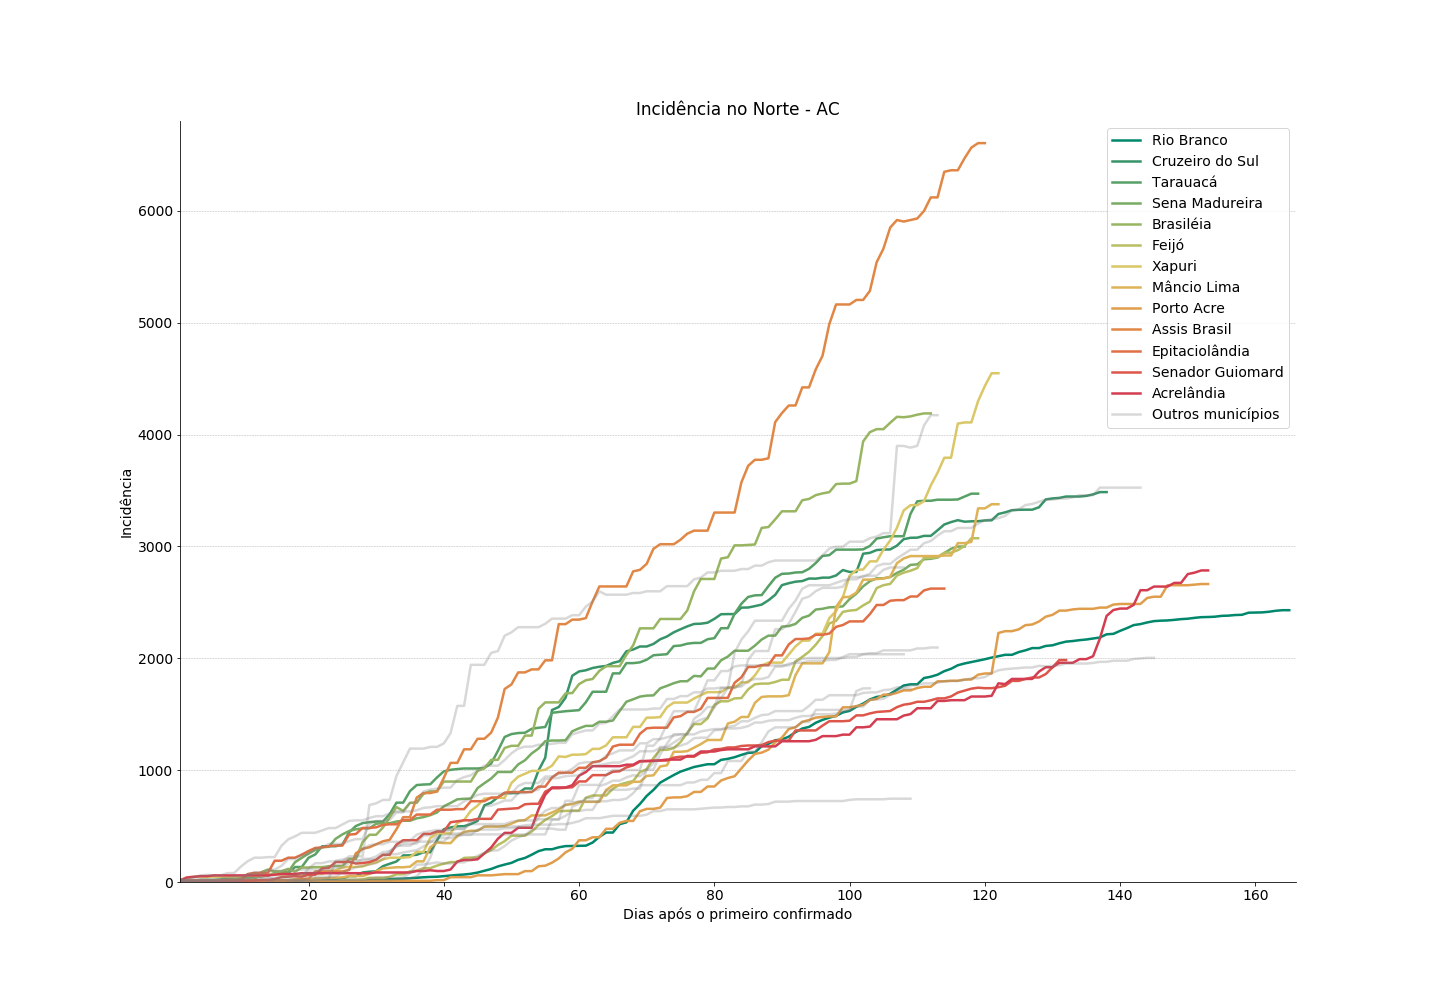 Incidência no Norte - AC
Incidência
6000
5000
4000
3000
2000
1000
0
20 40 60 80 100 120 140 160
Dias após o primeiro confirmado
Rio Branco
Cruzeiro do Sul
Tarauacá
Sena Madureira
Brasiléia
Feijó
Xapuri
Mâncio Lima
Porto Acre
Assis Brasil
Epitaciolândia
Senador Guiomard
Acrelândia
Outros municípios